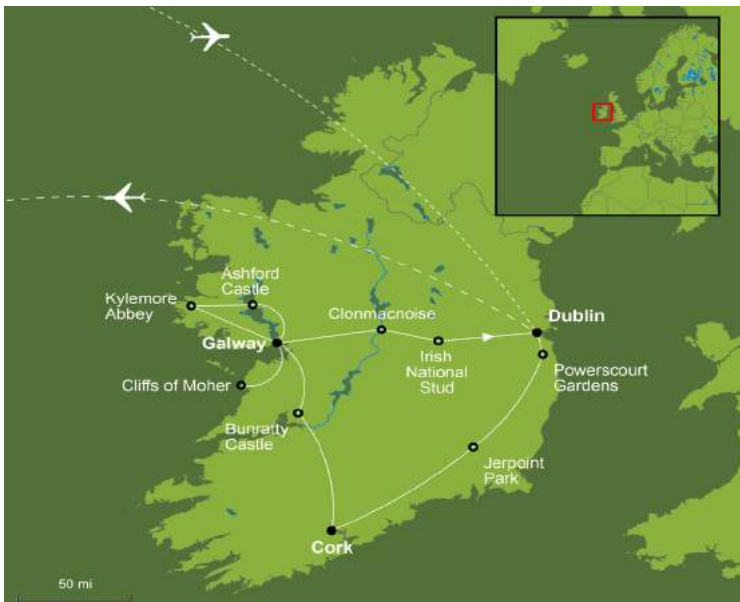 Ashford
Castle
Kylemore
Abbey
Clonmacnoise
Dublin
Galway
Irish
National
Stud
Powerscourt
Gardens
Cliffs of Moher
Bunratty
Castle
Jerpoint
Park
Cork
50 mi